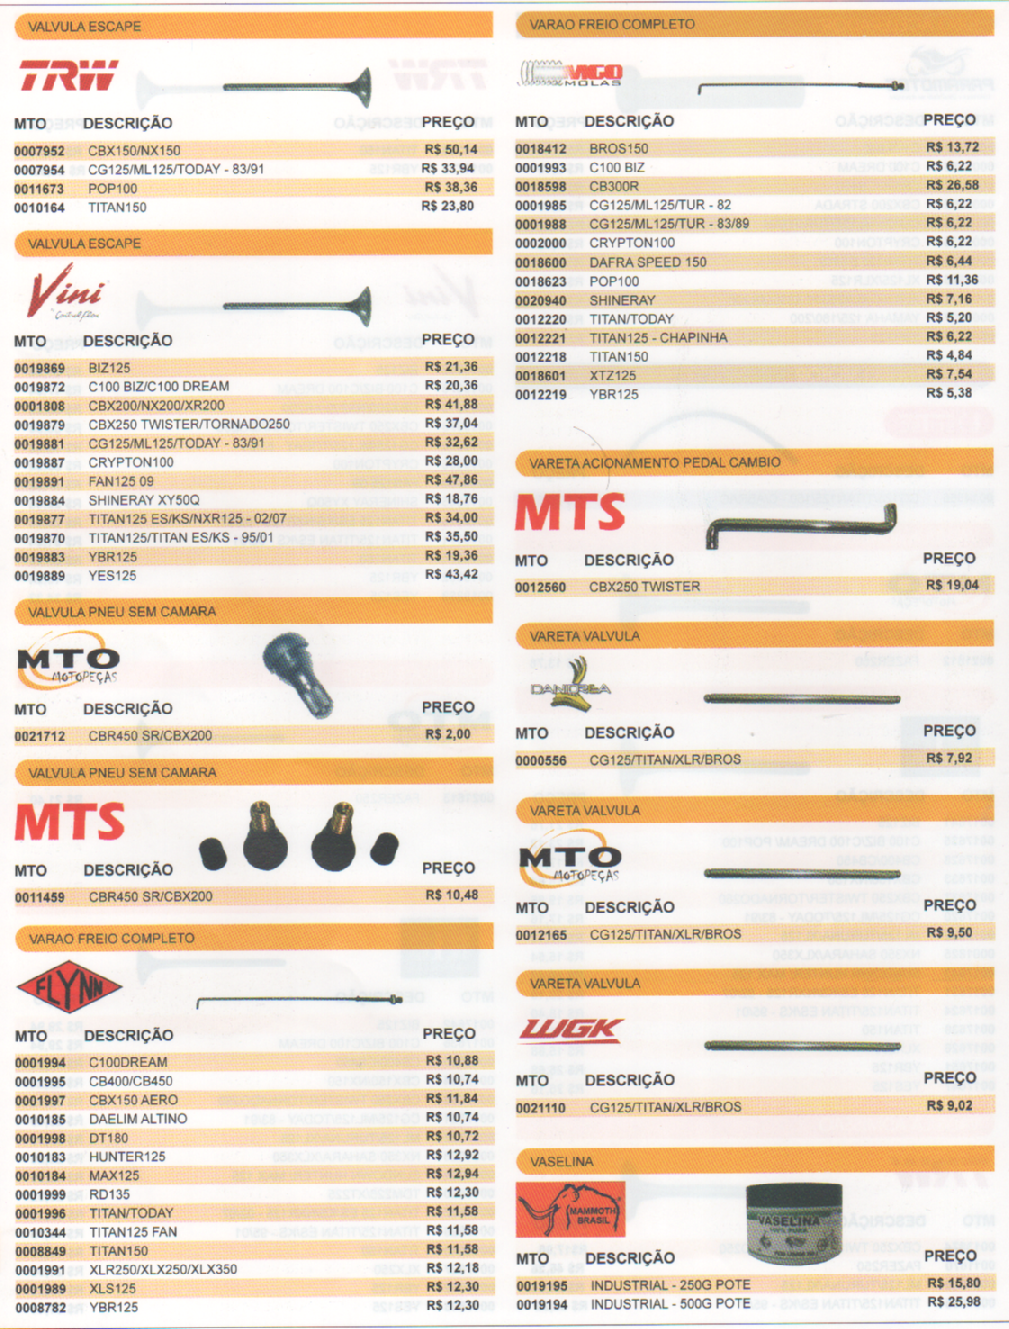 VALVULA ESCAPE
TRW
MTO DESCRIÇÃO PREÇO
0007952 CBX150/NX150 R$ 50,14
0007954 CG125/ML125/TODAY - 83/91 R$ 33,94
0011673 POP100 R$ 38,36
0010164 TITAN150 R$ 23,80
VALVULA ESCAPE
Vini
MTO DESCRIÇÃO PREÇO
0019869 BIZ125 R$ 21,36
0019872 C100 BIZ/C100 DREAM R$ 20,36
0001808 CBX200/NX200/XR200 R$ 41,88
0019879 CBX250 TWISTER/TORNADO250 R$ 37,04
0019881 CG125/ML125/TODAY - 83/91 R$ 32,62
0019887 CRYPTON100 R$ 28,00
0019891 FAN125 09 R$ 47,86
0019884 SHINERAY XY50Q R$ 18,76
0019877 TITAN125 ES/KS/NXR125 - 02/07 R$ 34,00
0019870 TITAN125/TITAN ES/KS - 95/01 R$ 35,50
0019883 YBR125 R$ 19,36
0019889 YES125 R$ 43,42
VALVULA PNEU SEM CAMARA
MTO
MOTOPEÇAS
MTO DESCRIÇÃO PREÇO
0021712 CBR450 SR/CBX200 R$ 2,00
VALVULA PNEU SEM CAMARA
MTS
MTO DESCRIÇÃO PREÇO
0011459 CBR450 SR/CBX200 R$ 10,48
VARAO FREIO COMPLETO
FLYNN
MTO DESCRIÇÃO PREÇO
0001994 C100DREAM R$ 10,88
0001995 CB400/CB450 R$ 10,74
0001997 CBX150 AERO R$ 11,84
0010185 DAELIM ALTINO R$ 10,74
0001998 DT180 R$ 10,72
0010183 HUNTER125 R$ 12,92
0010184 MAX125 R$ 12,94
0001999 RD135 R$ 12,30
0001996 TITAN/TODAY R$ 11,58
0010344 TITAN125 FAN R$ 11,58
0008849 TITAN150 R$ 11,58
0001991 XLR250/XLX250/XLX350 R$ 12,18
0001989 XLS125 R$ 12,30
0008782 YBR125 R$ 12,30
VARAO FREIO COMPLETO
VIGO
MOLAS
MTO DESCRIÇÃO PREÇO
0018412 BROS150 R$ 13,72
0001993 C100 BIZ R$ 6,22
0018598 CB300R R$ 26,58
0001985 CG125/ML125/TUR - 82 R$ 6,22
0001988 CG125/ML125/TUR - 83/89 R$ 6,22
0002000 CRYPTON100 R$ 6,22
0018600 DAFRA SPEED 150 R$ 6,44
0018623 POP100 R$ 11,36
0020940 SHINERAY R$ 7,16
0012220 TITAN/TODAY R$ 5,20
0012221 TITAN125 - CHAPINHA R$ 6,22
0012218 TITAN150 R$ 4,84
0018601 XTZ125 R$ 7,54
0012219 YBR125 R$ 5,38
VARETA ACIONAMENTO PEDAL CAMBIO
MTS
MTO DESCRIÇÃO PREÇO
0012560 CBX250 TWISTER R$ 19,04
VARETA VALVULA
DANIDREA
MTO DESCRIÇÃO PREÇO
0000556 CG125/TITAN/XLR/BROS R$ 7,92
VARETA VALVULA
MTO
MOTOPEÇAS
MTO DESCRIÇÃO PREÇO
0012165 CG125/TITAN/XLR/BROS R$ 9,50
VARETA VALVULA
WGK
MTO DESCRIÇÃO PREÇO
0021110 CG125/TITAN/XLR/BROS R$ 9,02
VASELINA
MAMMOTH
BRASIL
VASELINA
MTO DESCRIÇÃO PREÇO
0019195 INDUSTRIAL - 250G POTE R$ 15,80
0019194 INDUSTRIAL - 500G POTE R$ 25,98